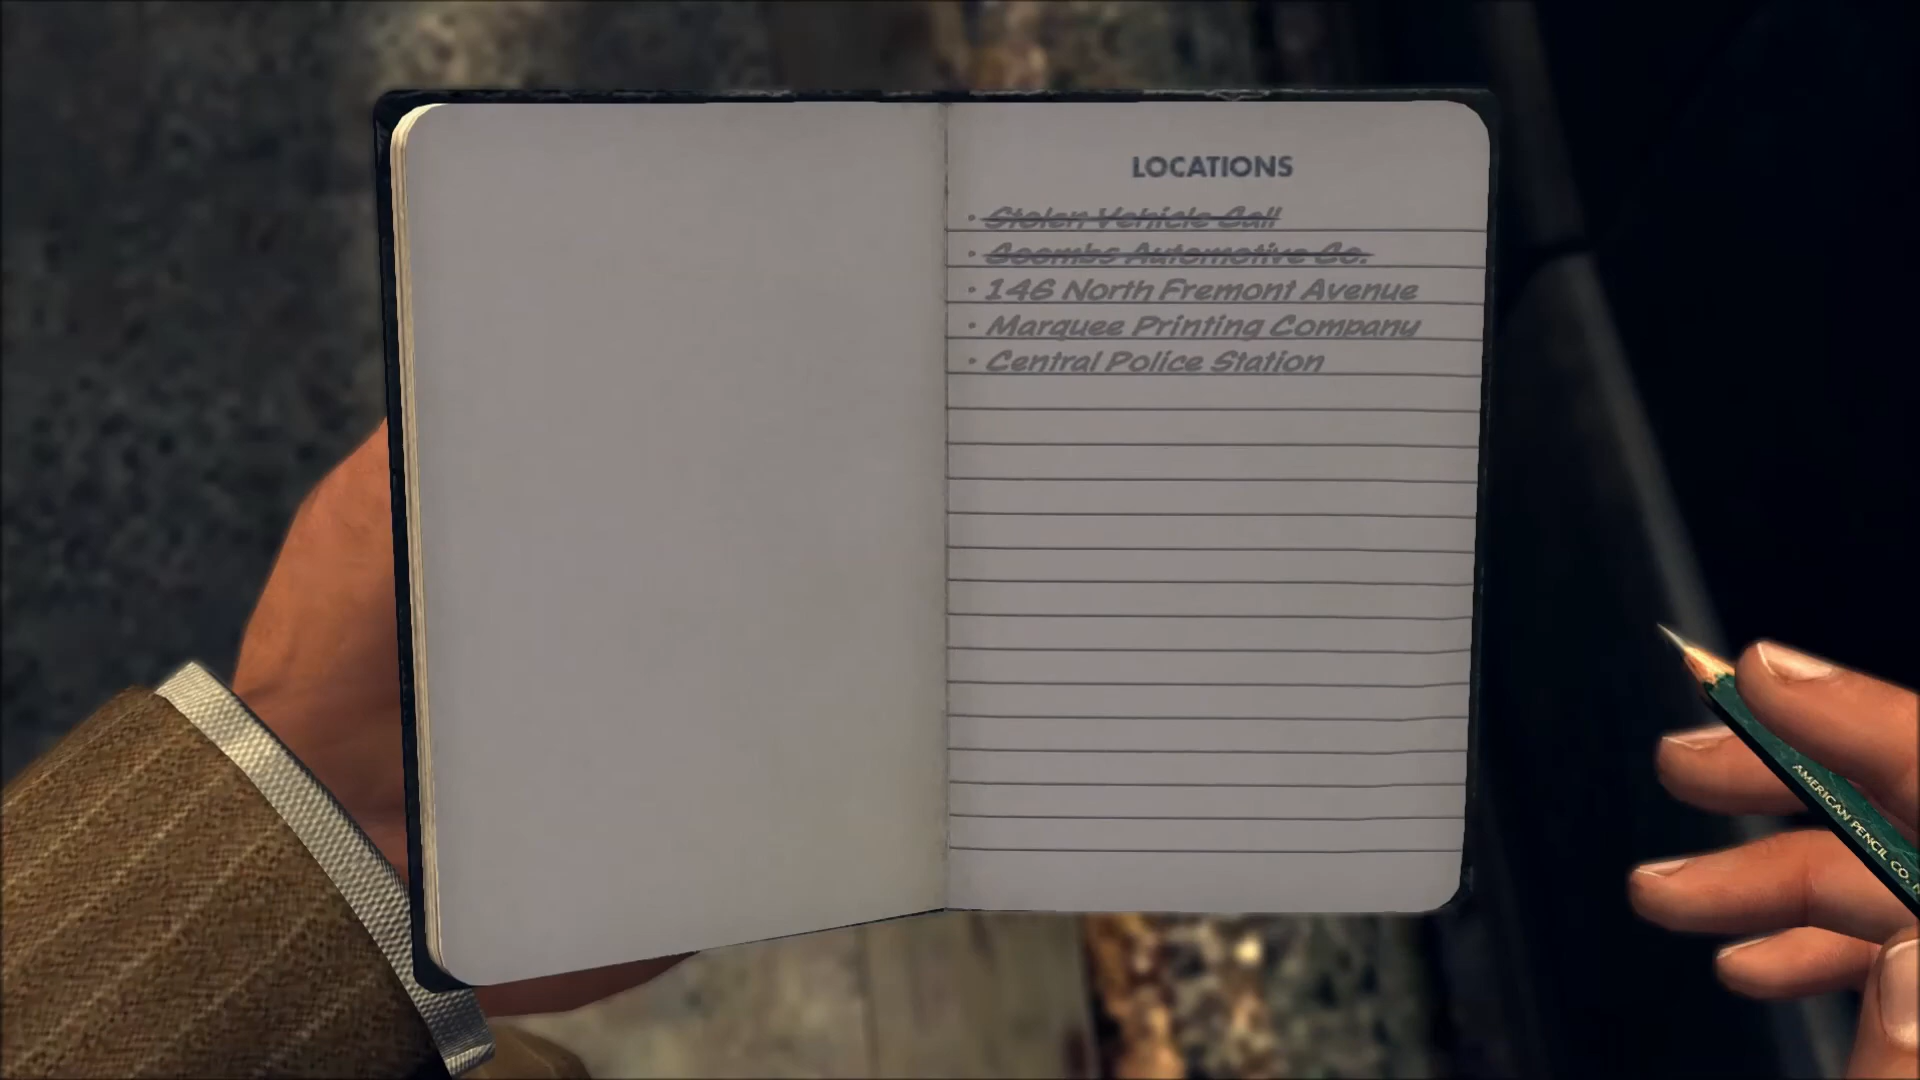 LOCATIONS
• Stolen Vehicle Call
• Coombs Automotive Co.
• 146 North Fremont Avenue
• Marquee Printing Company
• Central Police Station
AMERICAN PENCIL CO.